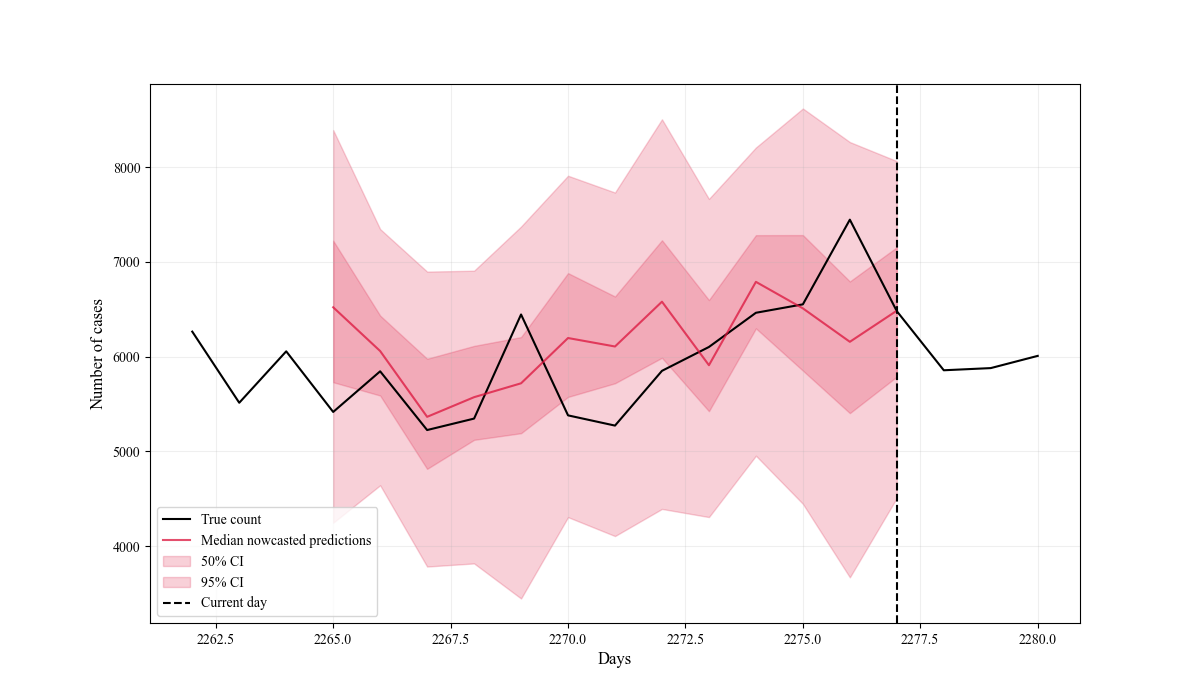 8000
7000
6000
5000
4000
Number of cases
True count
Median nowcasted predictions
50% CI
95% CI
Current day
2262.5 2265.0 2267.5 2270.0 2272.5 2275.0 2277.5 2280.0
Days